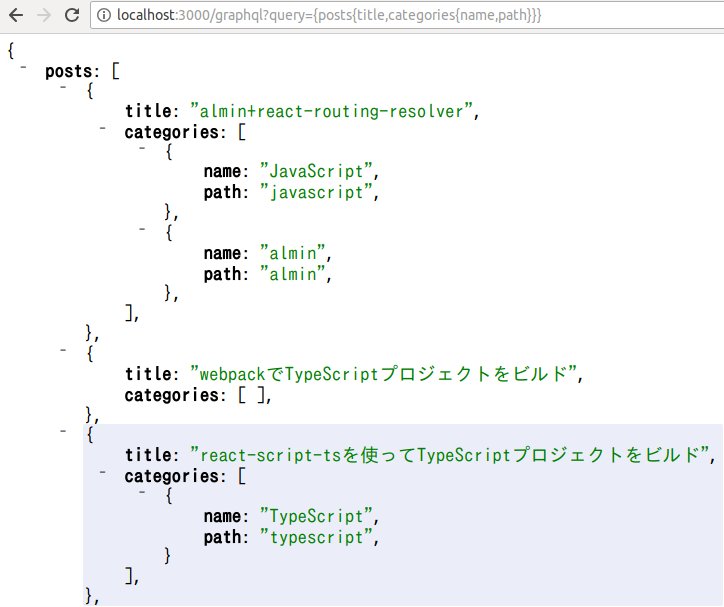 localhost:3000/graphql?query={posts{title,categories{name,path}}}
{
- posts: [
- {
title: "almin+react-routing-resolver",
- categories: [
- {
name: "JavaScript",
path: "javascript",
},
- {
name: "almin",
path: "almin",
},
],
},
- {
title: "webpackでTypeScriptプロジェクトをビルド",
categories: [ ],
},
- {
title: "react-script-tsを使ってTypeScriptプロジェクトをビルド",
- categories: [
- {
name: "TypeScript",
path: "typescript",
}
],
},